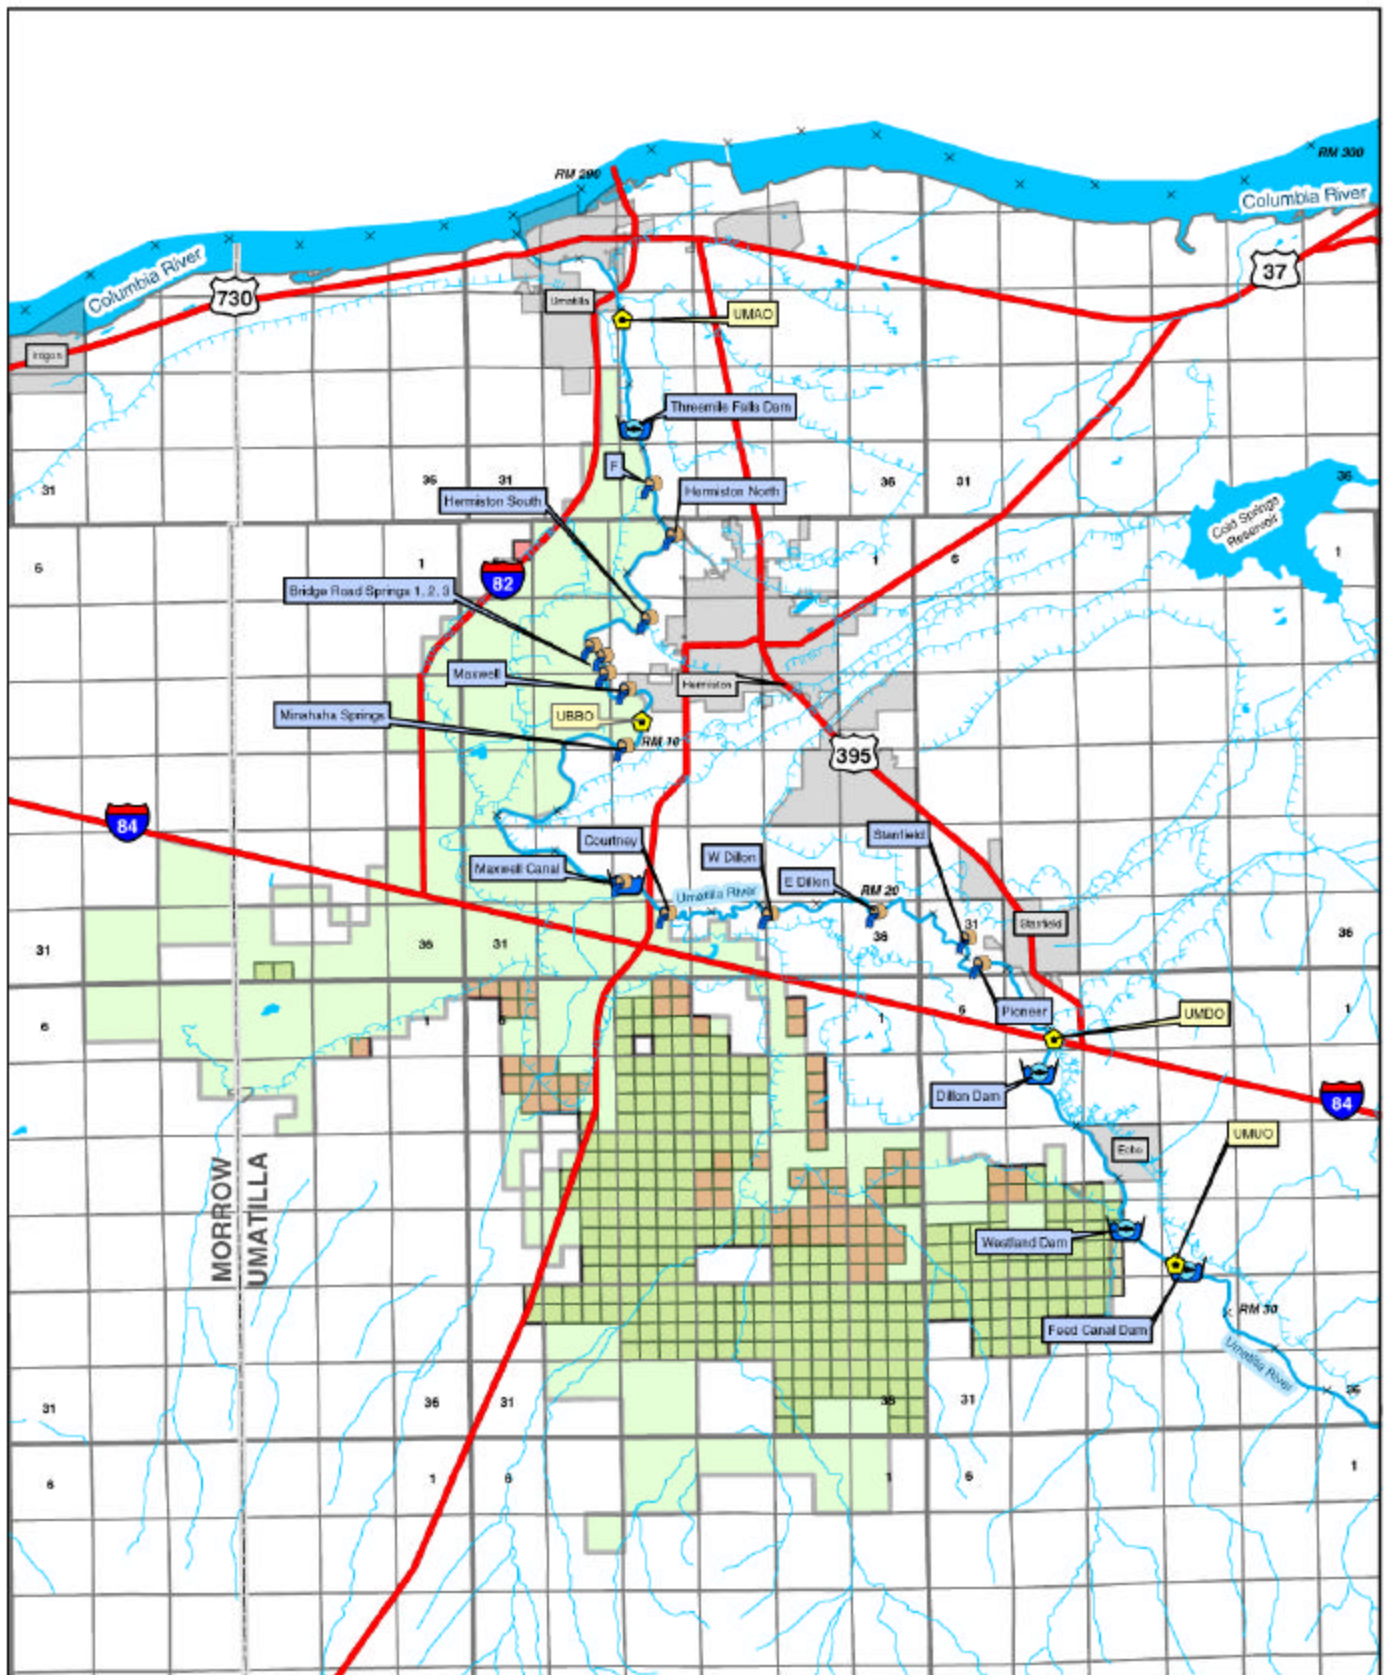 RM 290
RM 300
Columbia River
Columbia River
37
730
Umatilla
UMAO
Irrigon
Threemile Falls Dam
F
36
31
36
31
36
31
Hermiston South
Hermiston North
Cold Springs
Reservoir
6
1
1
6
1
82
Bridge Road Springs 1, 2, 3
Maxwell
Hermiston
Minahaha Springs
UBBO
RM 10
395
84
Courtney
Stanfield
W Dillon
Maxwell Canal
E Dillon
RM 20
Umatilla River
31
Stanfield
31
36
31
36
36
6
1
6
1
6
1
Pioneer
UMDO
Dillon Dam
84
Echo
UMUO
MORROW
UMATILLA
Westland Dam
RM 30
Feed Canal Dam
Umatilla River
36
31
36
31
36
31
6
1
6
1
6
1